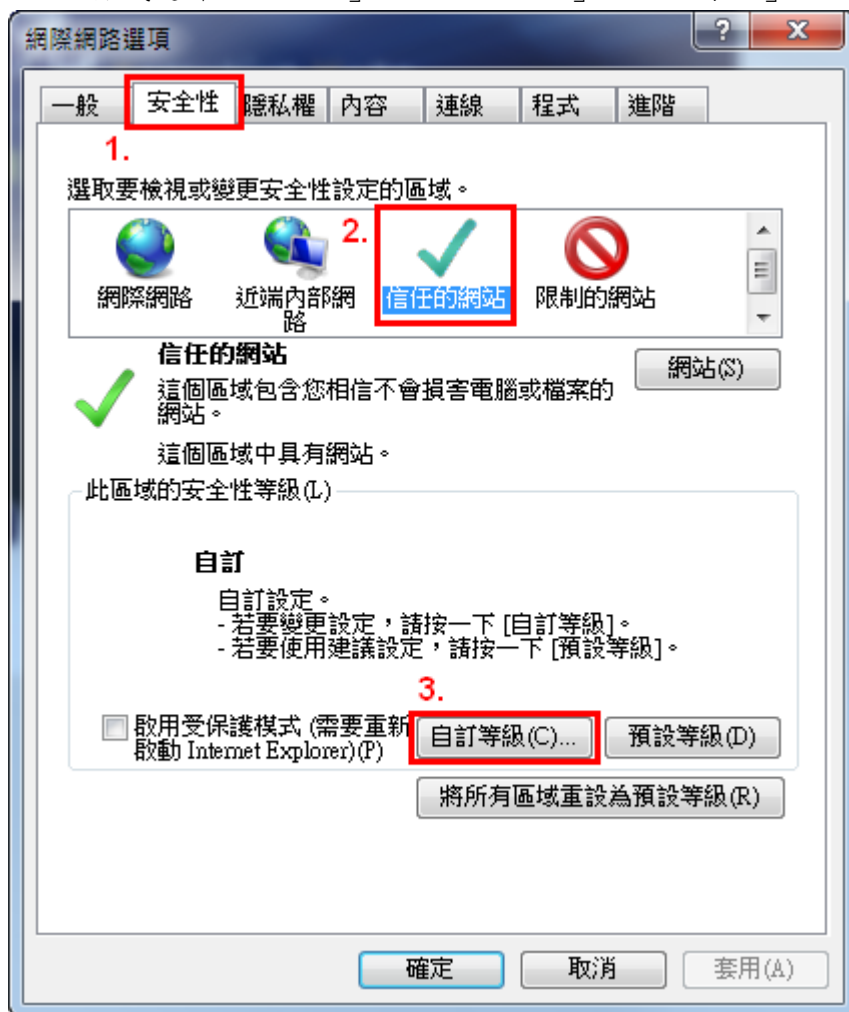 網際網路選項
一般 安全性 隱私權 內容 連線 程式 進階
1.
選取要檢視或變更安全性設定的區域。
2.
網際網路 近端內部網路 信任的網站 限制的網站
信任的網站
網站(S)
這個區域包含您相信不會損害電腦或檔案的
網站。
這個區域中具有網站。
此區域的安全性等級(L)
自訂
自訂設定。
- 若要變更設定，請按一下 [自訂等級]。
- 若要使用建議設定，請按一下 [預設等級]。
3.
啟用受保護模式 (需要重新
啟動 Internet Explorer)(P)
自訂等級(C)... 預設等級(D)
將所有區域重設為預設等級(R)
確定 取消 套用(A)